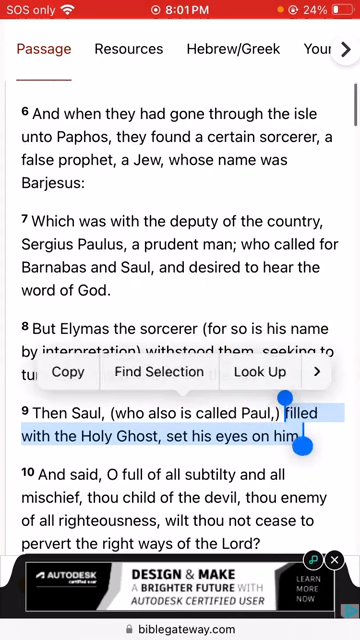 SOS only 8:01PM 24%
Passage Resources Hebrew/Greek Your
6 And when they had gone through the isle
unto Paphos, they found a certain sorcerer, a
false prophet, a Jew, whose name was
Barjesus:
7 Which was with the deputy of the country,
Sergius Paulus, a prudent man; who called for
Barnabas and Saul, and desired to hear the
word of God.
8 But Elymas the sorcerer (for so is his name
by interpretation) withstood them, seeking to
tur
Copy Find Selection Look Up
9 Then Saul, (who also is called Paul,) filled
with the Holy Ghost, set his eyes on him,
10 And said, O full of all subtilty and all
mischief, thou child of the devil, thou enemy
of all righteousness, wilt thou not cease to
pervert the right ways of the Lord?
AUTODESK
certified user
DESIGN & MAKE
A BRIGHTER FUTURE WITH
AUTODESK CERTIFIED USER
LEARN
MORE
NOW
biblegateway.com